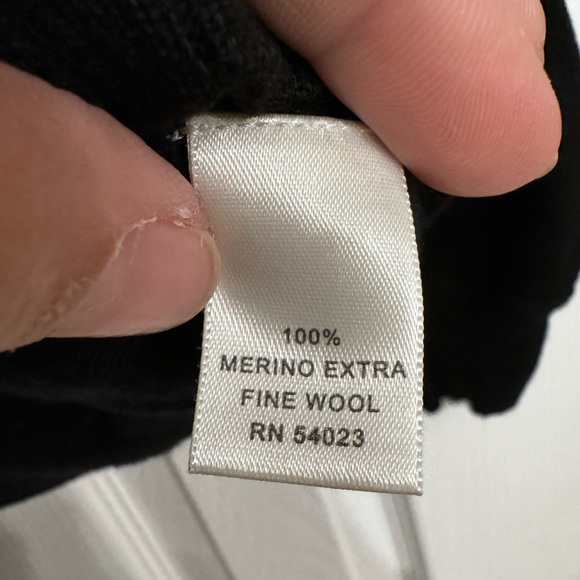 100%
MERINO EXTRA
FINE WOOL
RN 54023